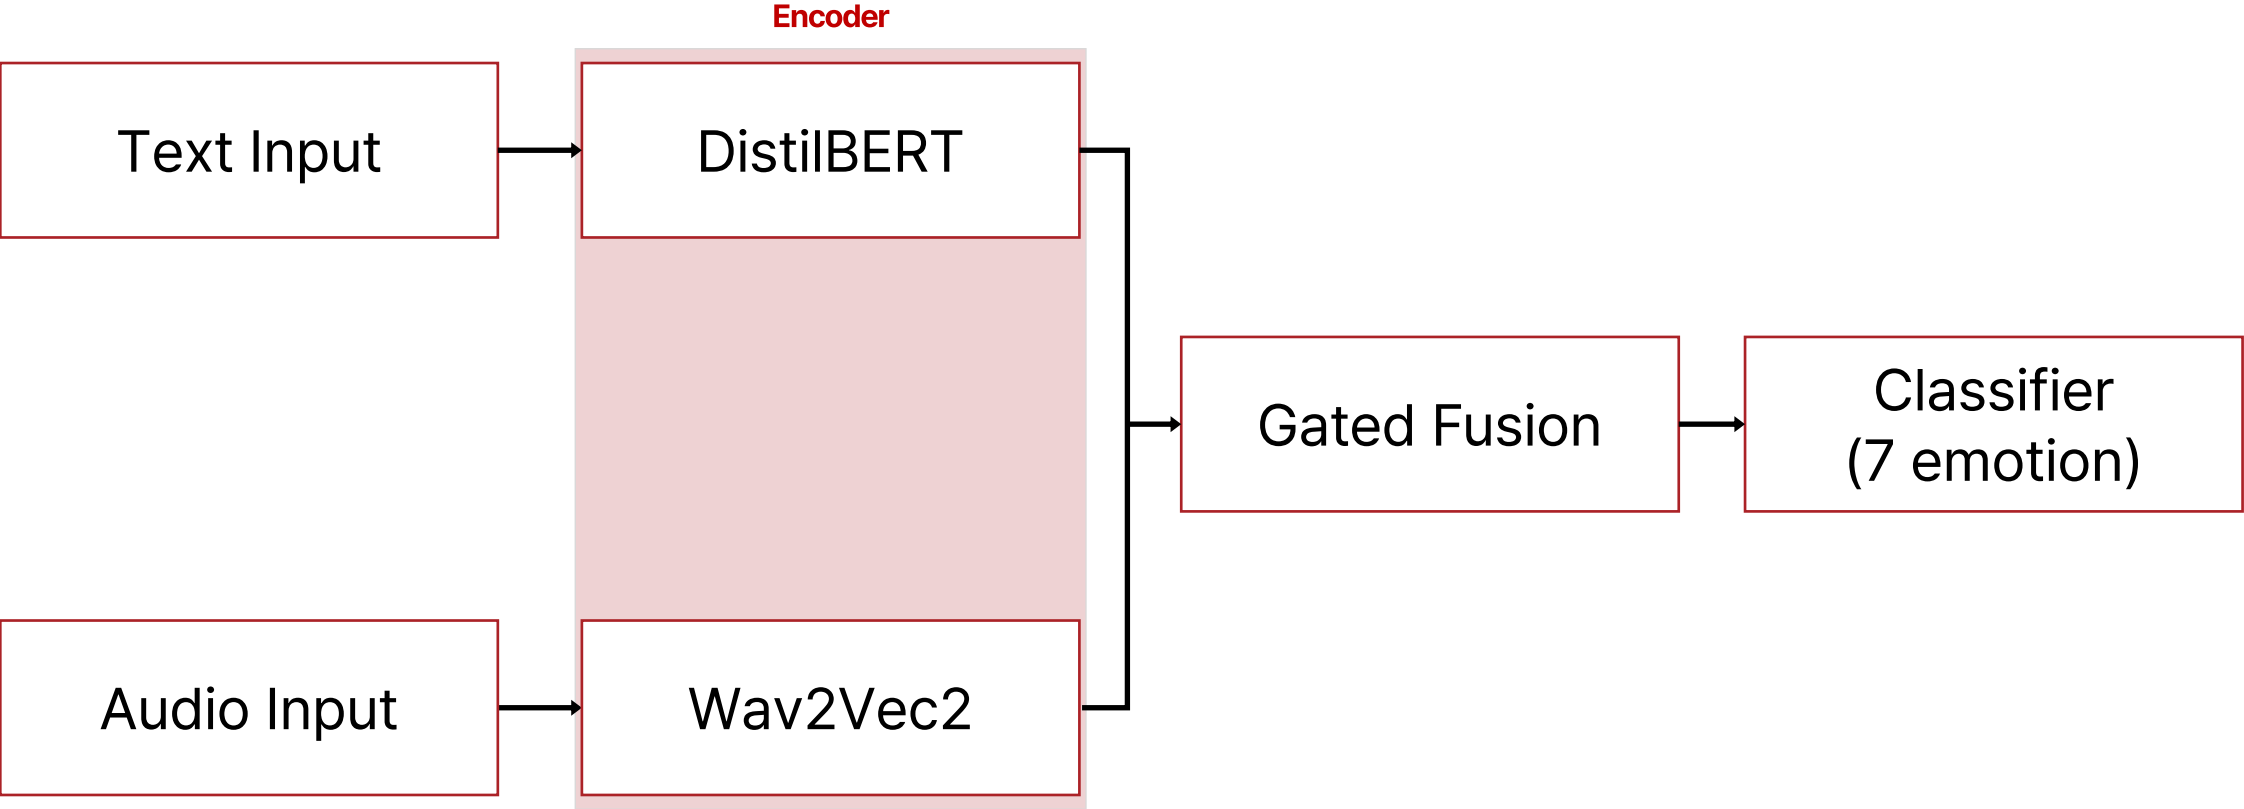 Encoder
Text Input
DistilBERT
Gated Fusion
Classifier
(7 emotion)
Audio Input
Wav2Vec2